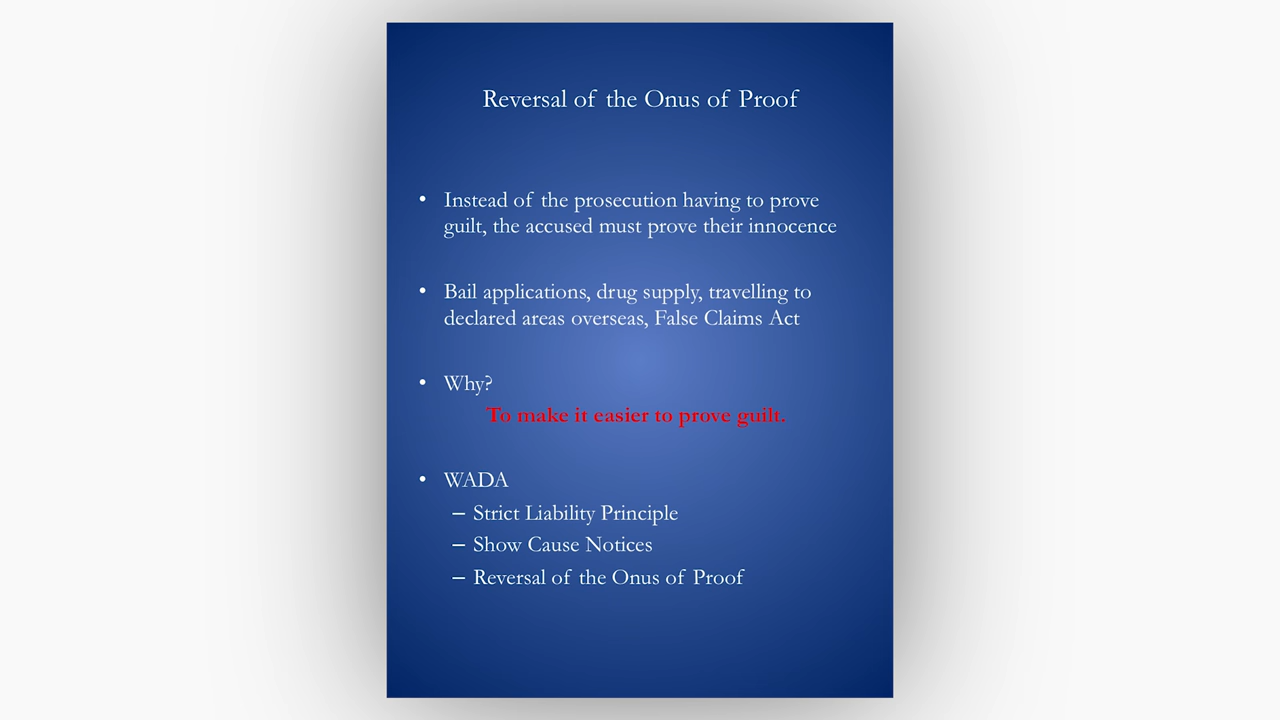 Reversal of the Onus of Proof
• Instead of the prosecution having to prove
guilt, the accused must prove their innocence
• Bail applications, drug supply, travelling to
declared areas overseas, False Claims Act
• Why?
To make it easier to prove guilt.
• WADA
– Strict Liability Principle
– Show Cause Notices
– Reversal of the Onus of Proof